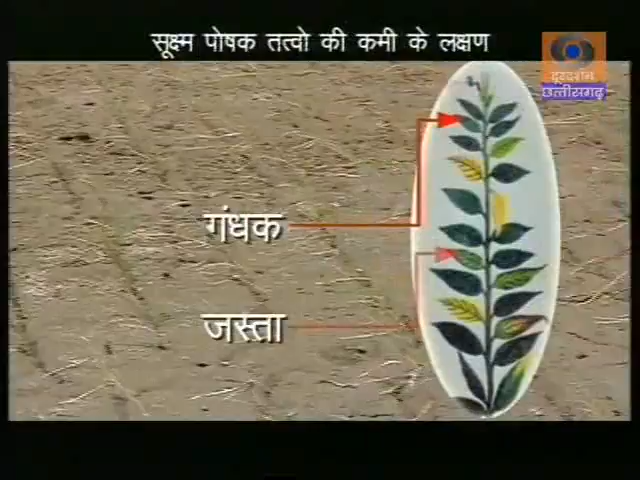 सूक्ष्म पोषक तत्वो की कमी के लक्षण
दूरदर्शन
छत्तीसगढ़
गंधक
जस्ता